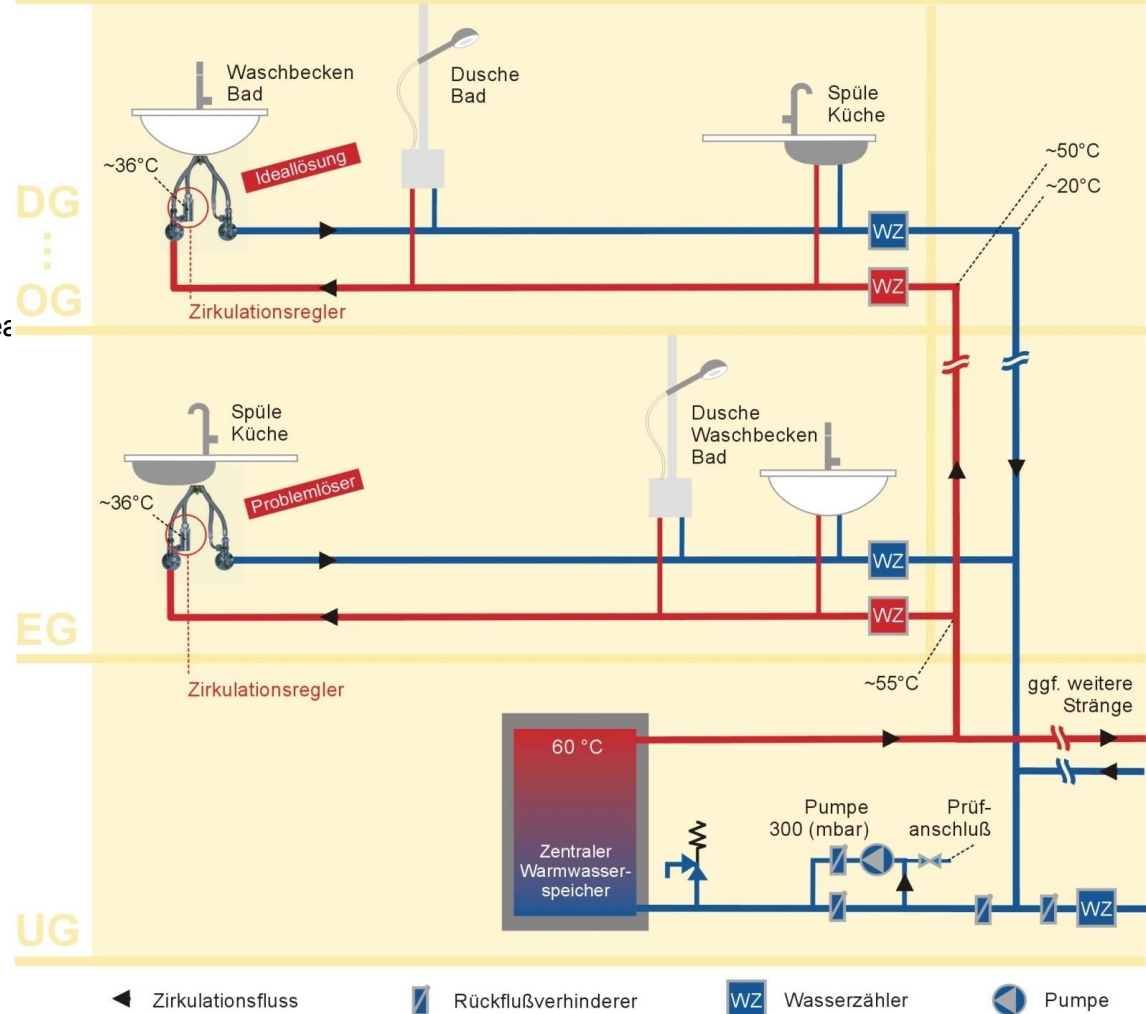 Waschbecken
Bad
Dusche
Bad
Spüle
Küche
~36°C
Ideallösung
~50°C
~20°C
DG
OG
WZ
WZ
Zirkulationsregler
Spüle
Küche
Dusche
Waschbecken
Bad
~36°C
Problemlöser
WZ
WZ
EG
Zirkulationsregler
~55°C
ggf. weitere
Stränge
60 °C
Zentraler
Warmwasser-
speicher
Pumpe
300 (mbar)
Prüf-
anschluß
WZ
UG
Zirkulationsfluss
Rückflußverhinderer
WZ
Wasserzähler
Pumpe